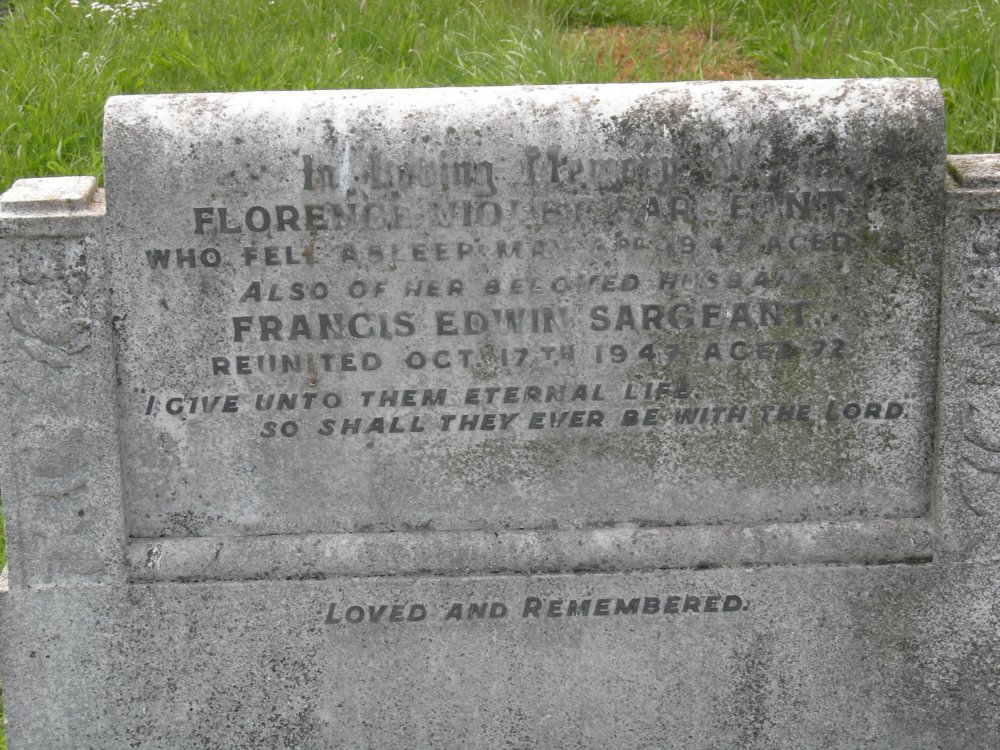 In Loving Memory of
FLORENCE VIOLET SARGEANT,
WHO FELL ASLEEP MAY 1947 AGED
ALSO OF HER BELOVED HUSBAND
FRANCIS EDWIN SARGEANT,
REUNITED OCT. 17TH 1947 AGED 72
"I GIVE UNTO THEM ETERNAL LIFE,
SO SHALL THEY EVER BE WITH THE LORD"
LOVED AND REMEMBERED.